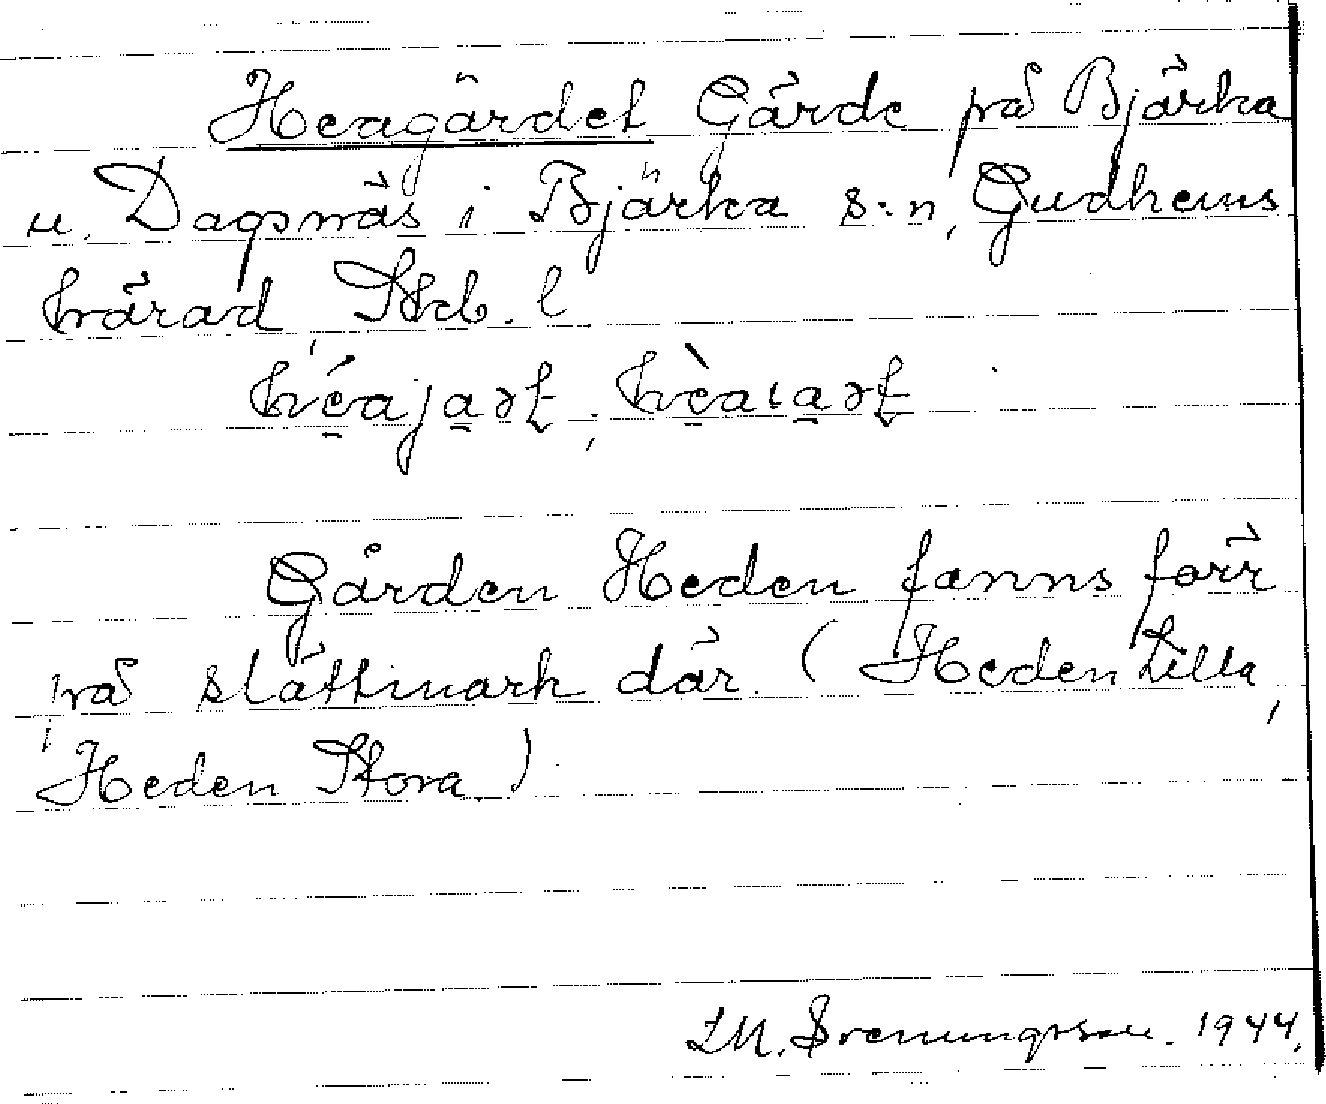 Heagärdet Gärde på Bjärka
u. Dagsnäs i Bjärka s:n, Gudhems
härad Skb. l.
Gården Heden fanns förr
på slåttmark där. (Heden Lilla,
Heden Stora.)
L M. Svenungsson. 1944.